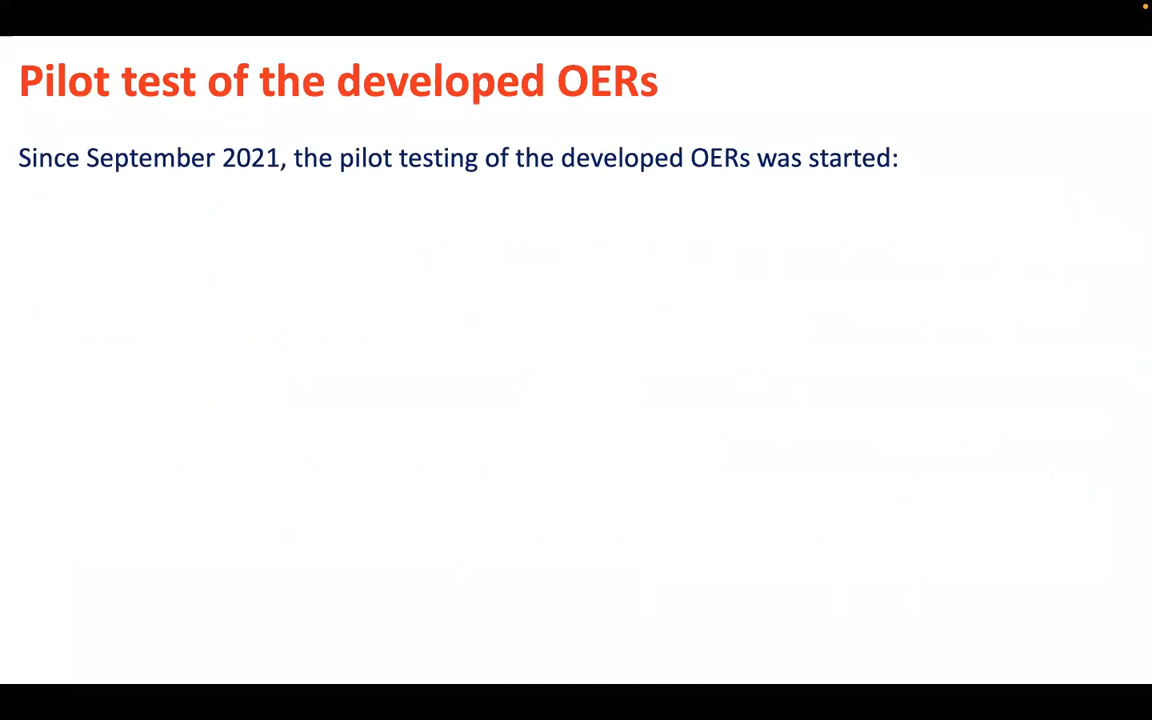 Pilot test of the developed OERs
Since September 2021, the pilot testing of the developed OERs was started: